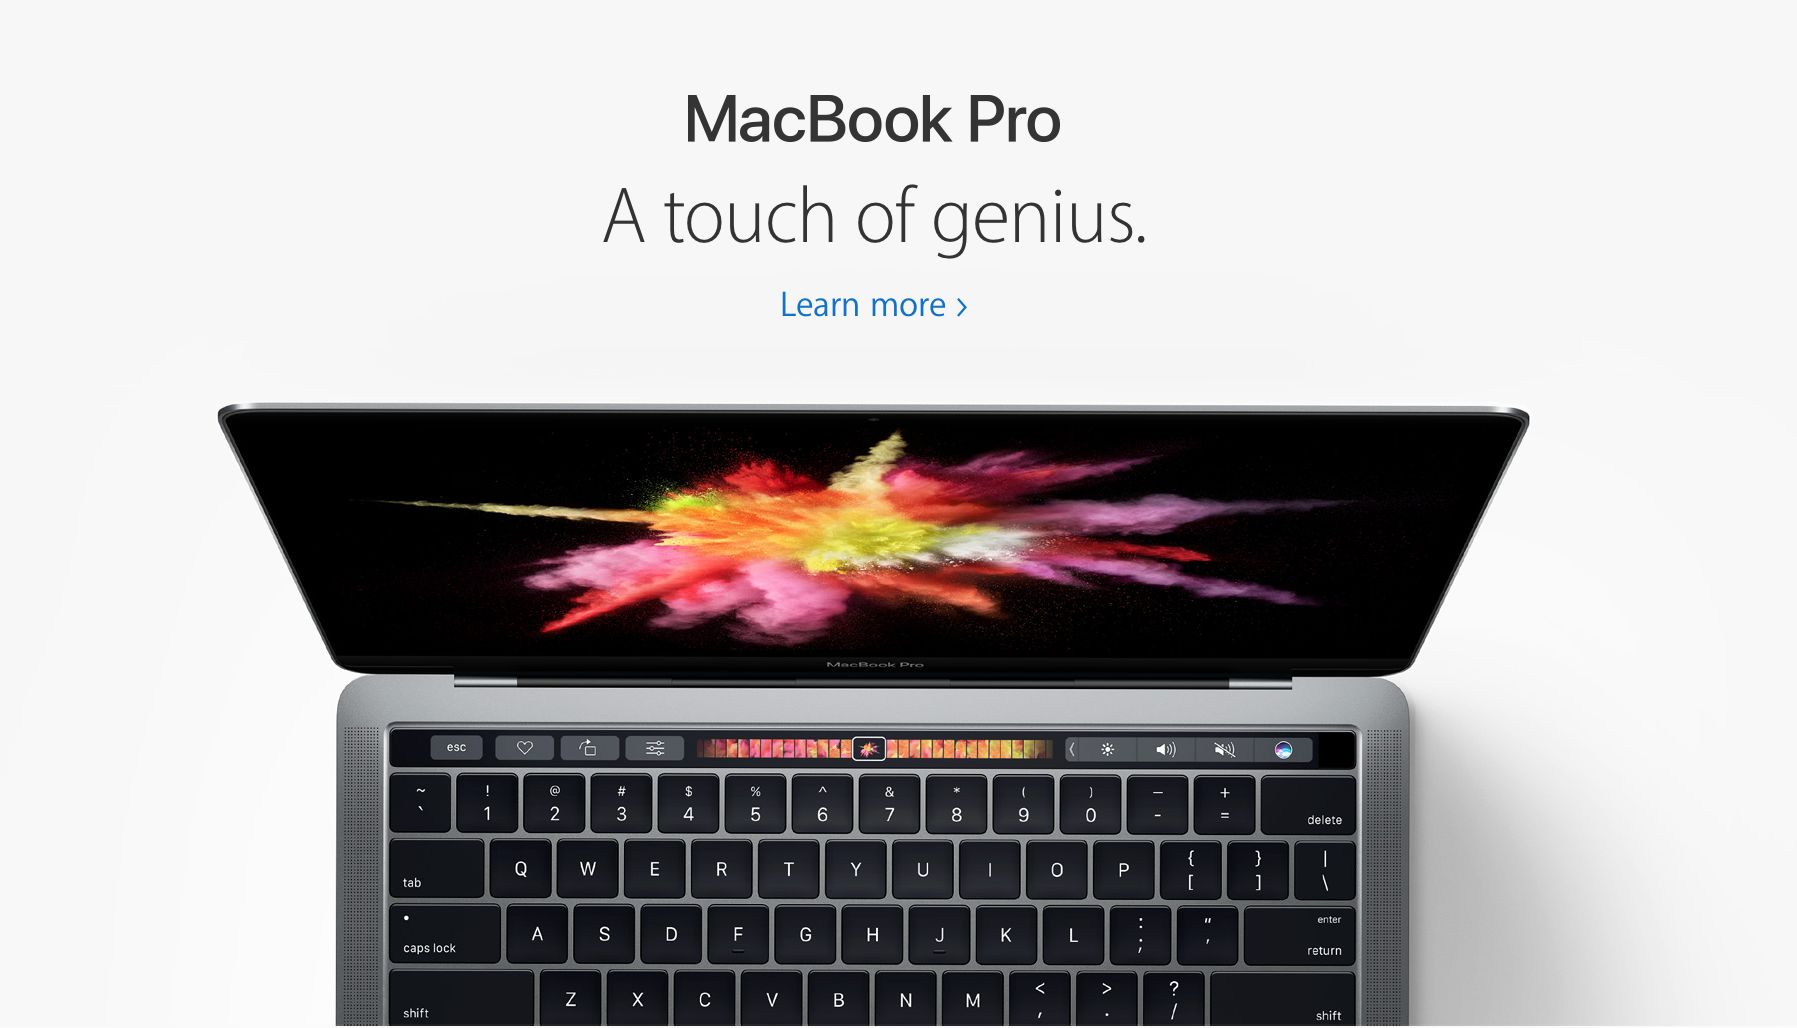 MacBook Pro
A touch of genius.
Learn more >
MacBook Pro
esc
~ ! @ # $ % ^ & * ( ) — +
` 1 2 3 4 5 6 7 8 9 0 - = delete
tab Q W E R T Y U I O P { [ } ] | \
caps lock A S D F G H J K L : ; " ' enter return
shift Z X C V B N M < , > . ? / shift